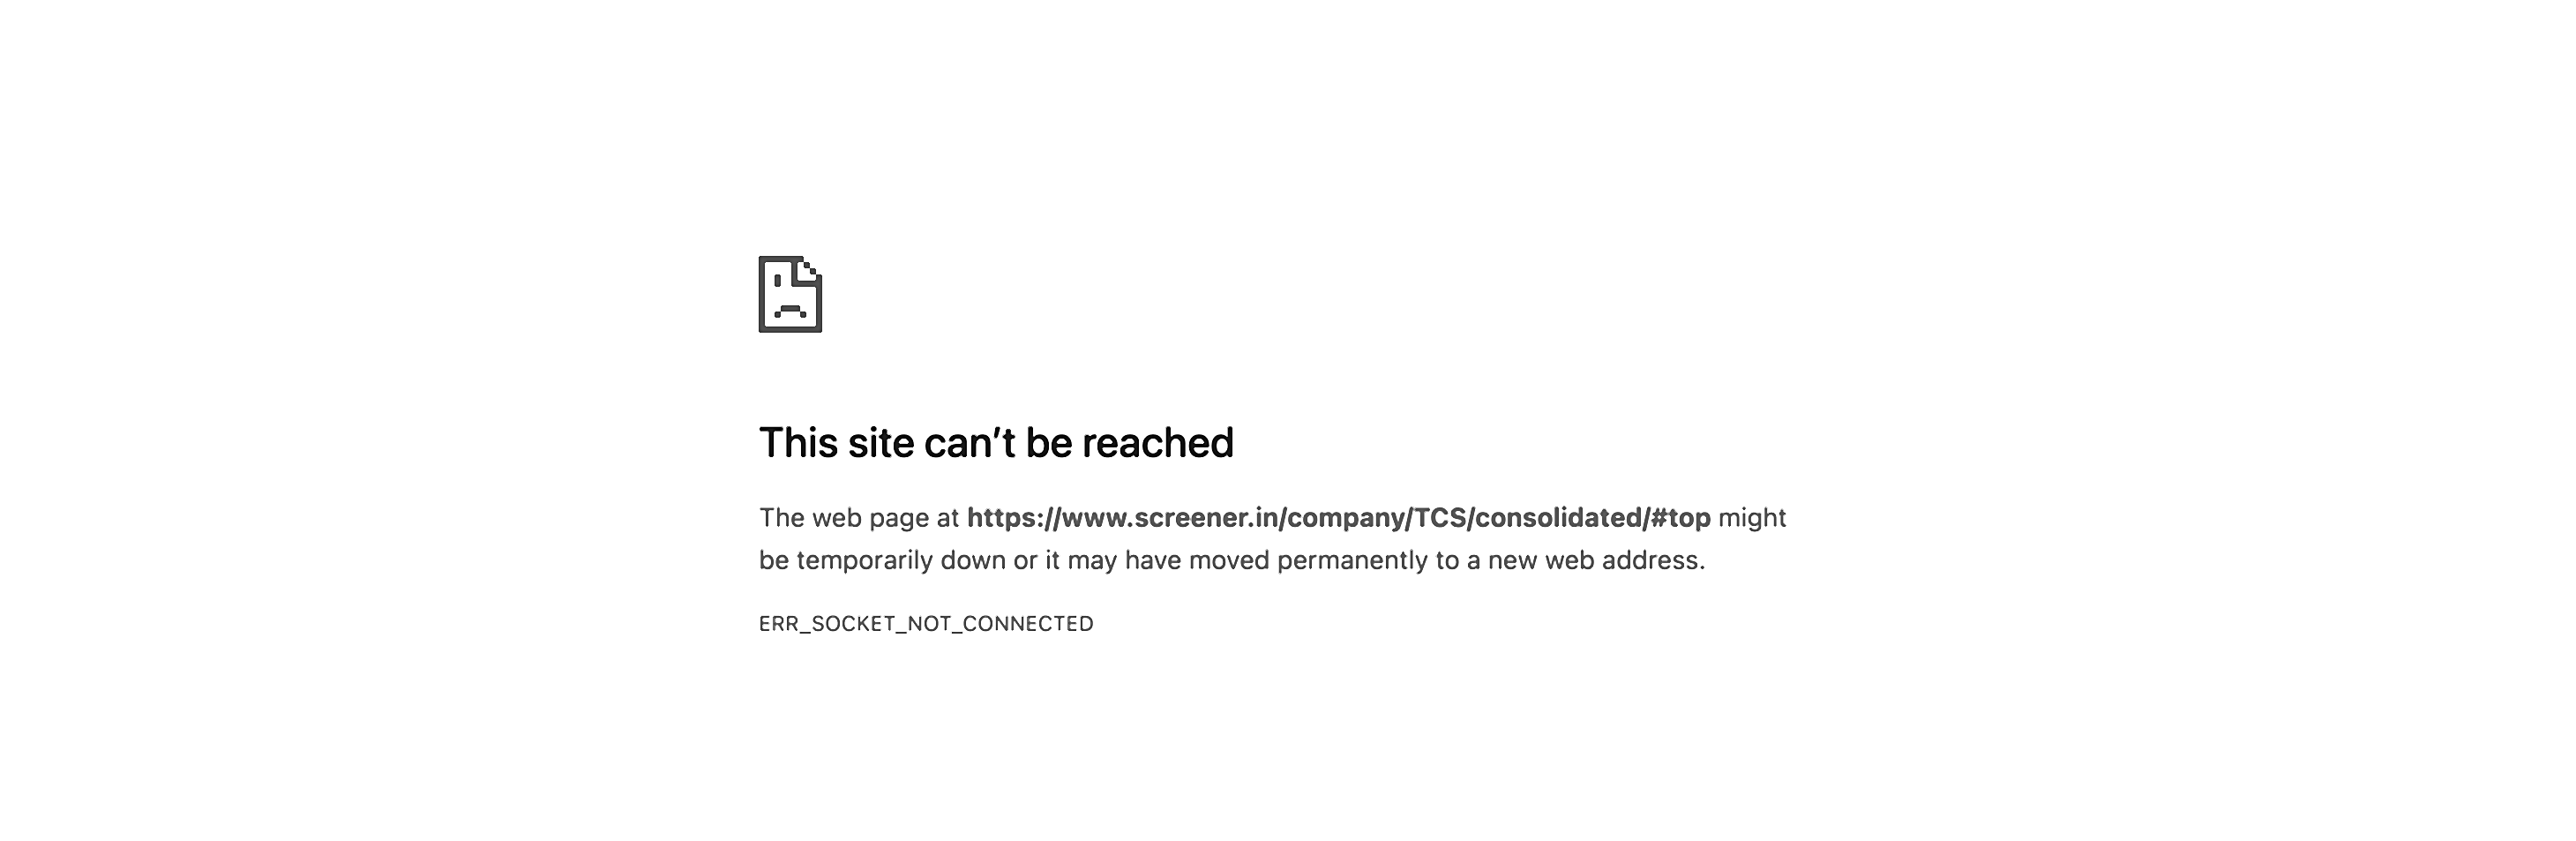 This site can’t be reached
The web page at https://www.screener.in/company/TCS/consolidated/#top might
be temporarily down or it may have moved permanently to a new web address.
ERR_SOCKET_NOT_CONNECTED